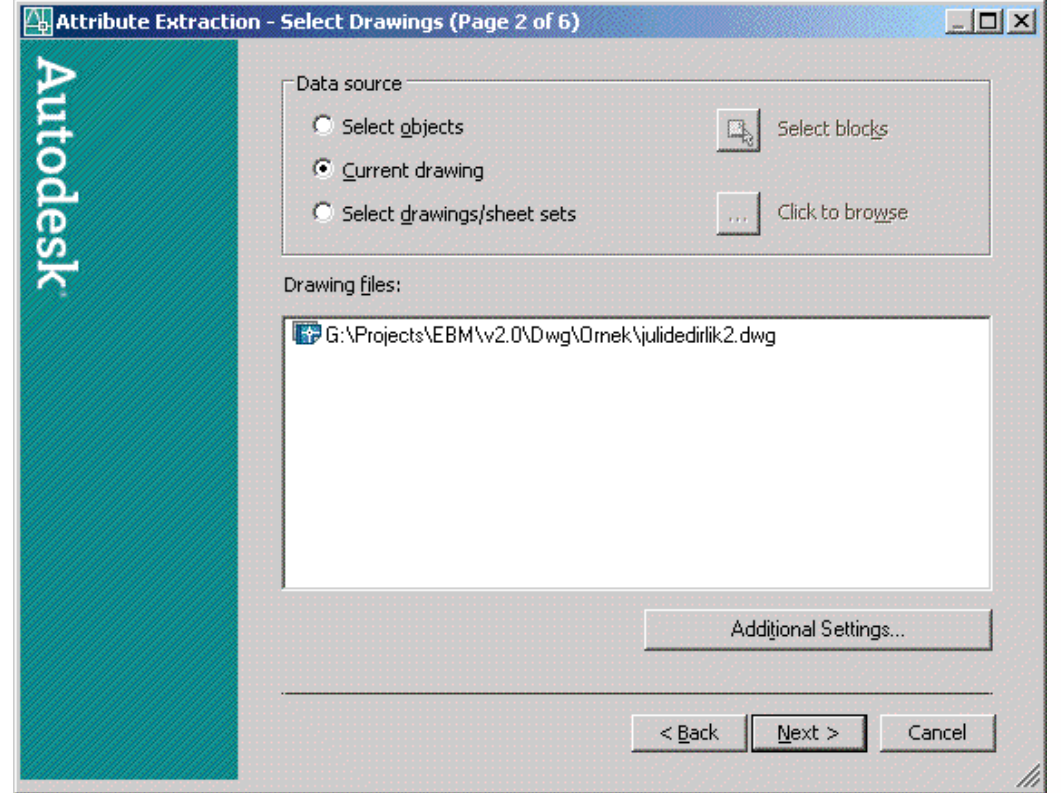 Attribute Extraction - Select Drawings (Page 2 of 6)
Autodesk
Data source
Select objects
Select blocks
Current drawing
Select drawings/sheet sets
...
Click to browse
Drawing files:
G:\Projects\EBM\v2.0\Dwg\Ornek\julidedirlik2.dwg
Additional Settings...
< Back
Next >
Cancel